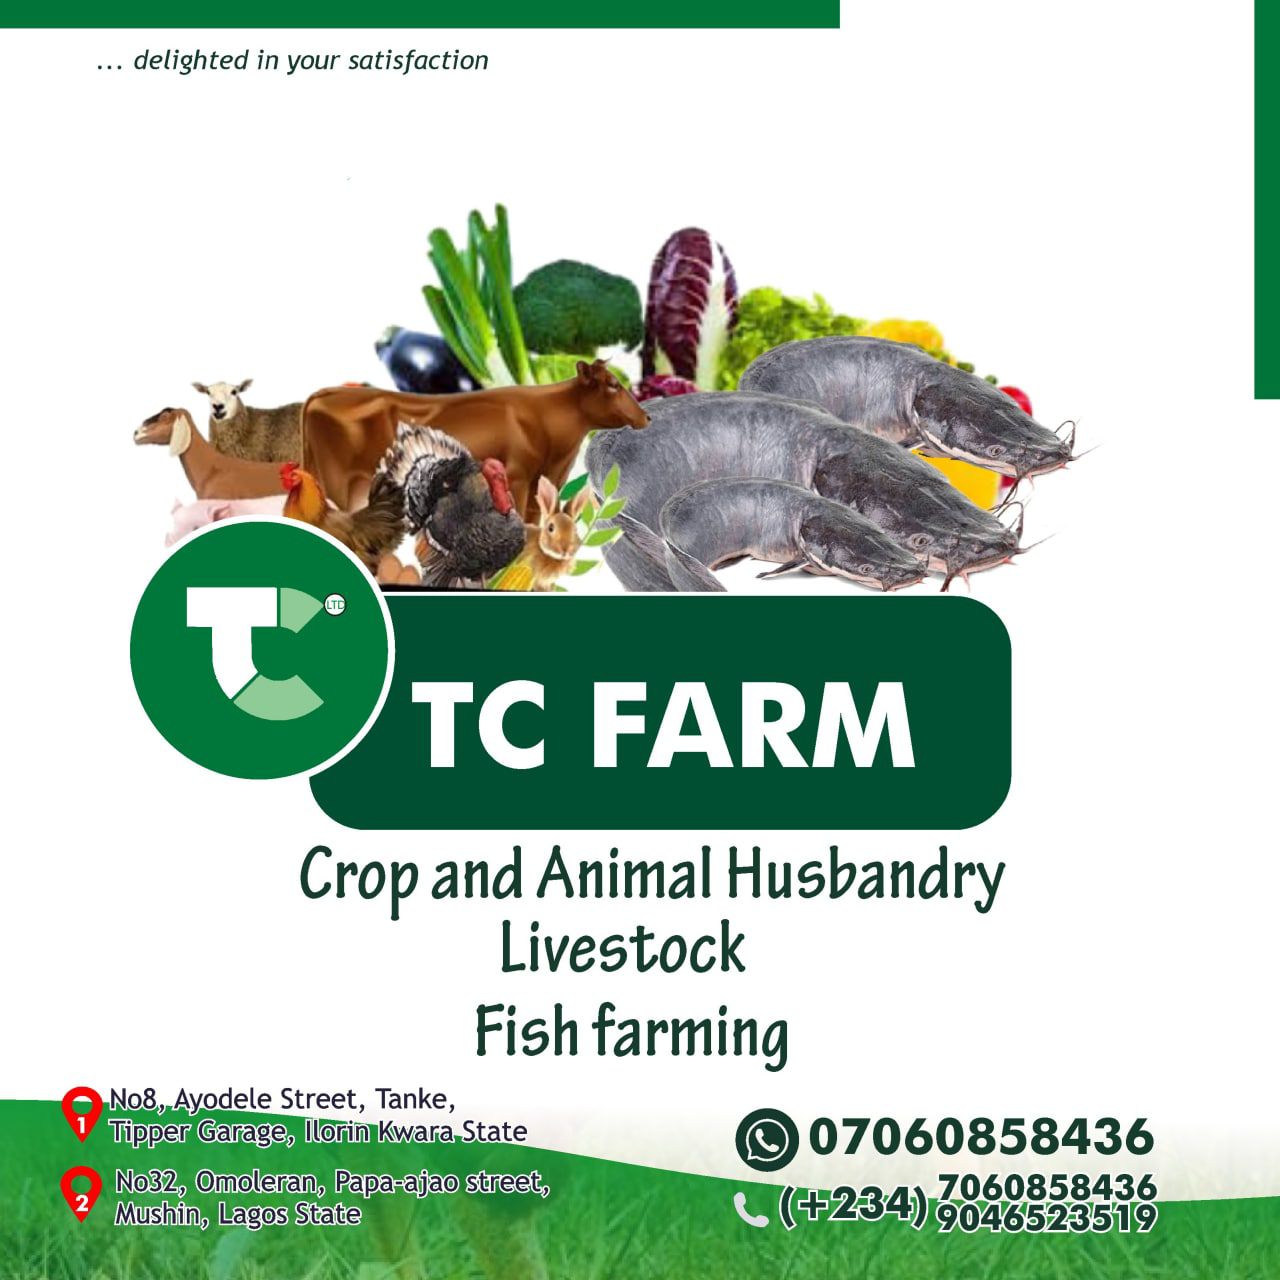 ... delighted in your satisfaction
TC
LTD
TC FARM
Crop and Animal Husbandry
Livestock
Fish farming
1
No8, Ayodele Street, Tanke,
Tipper Garage, Ilorin Kwara State
2
No32, Omoleran, Papa-ajao street,
Mushin, Lagos State
07060858436
(+234) 7060858436
9046523519